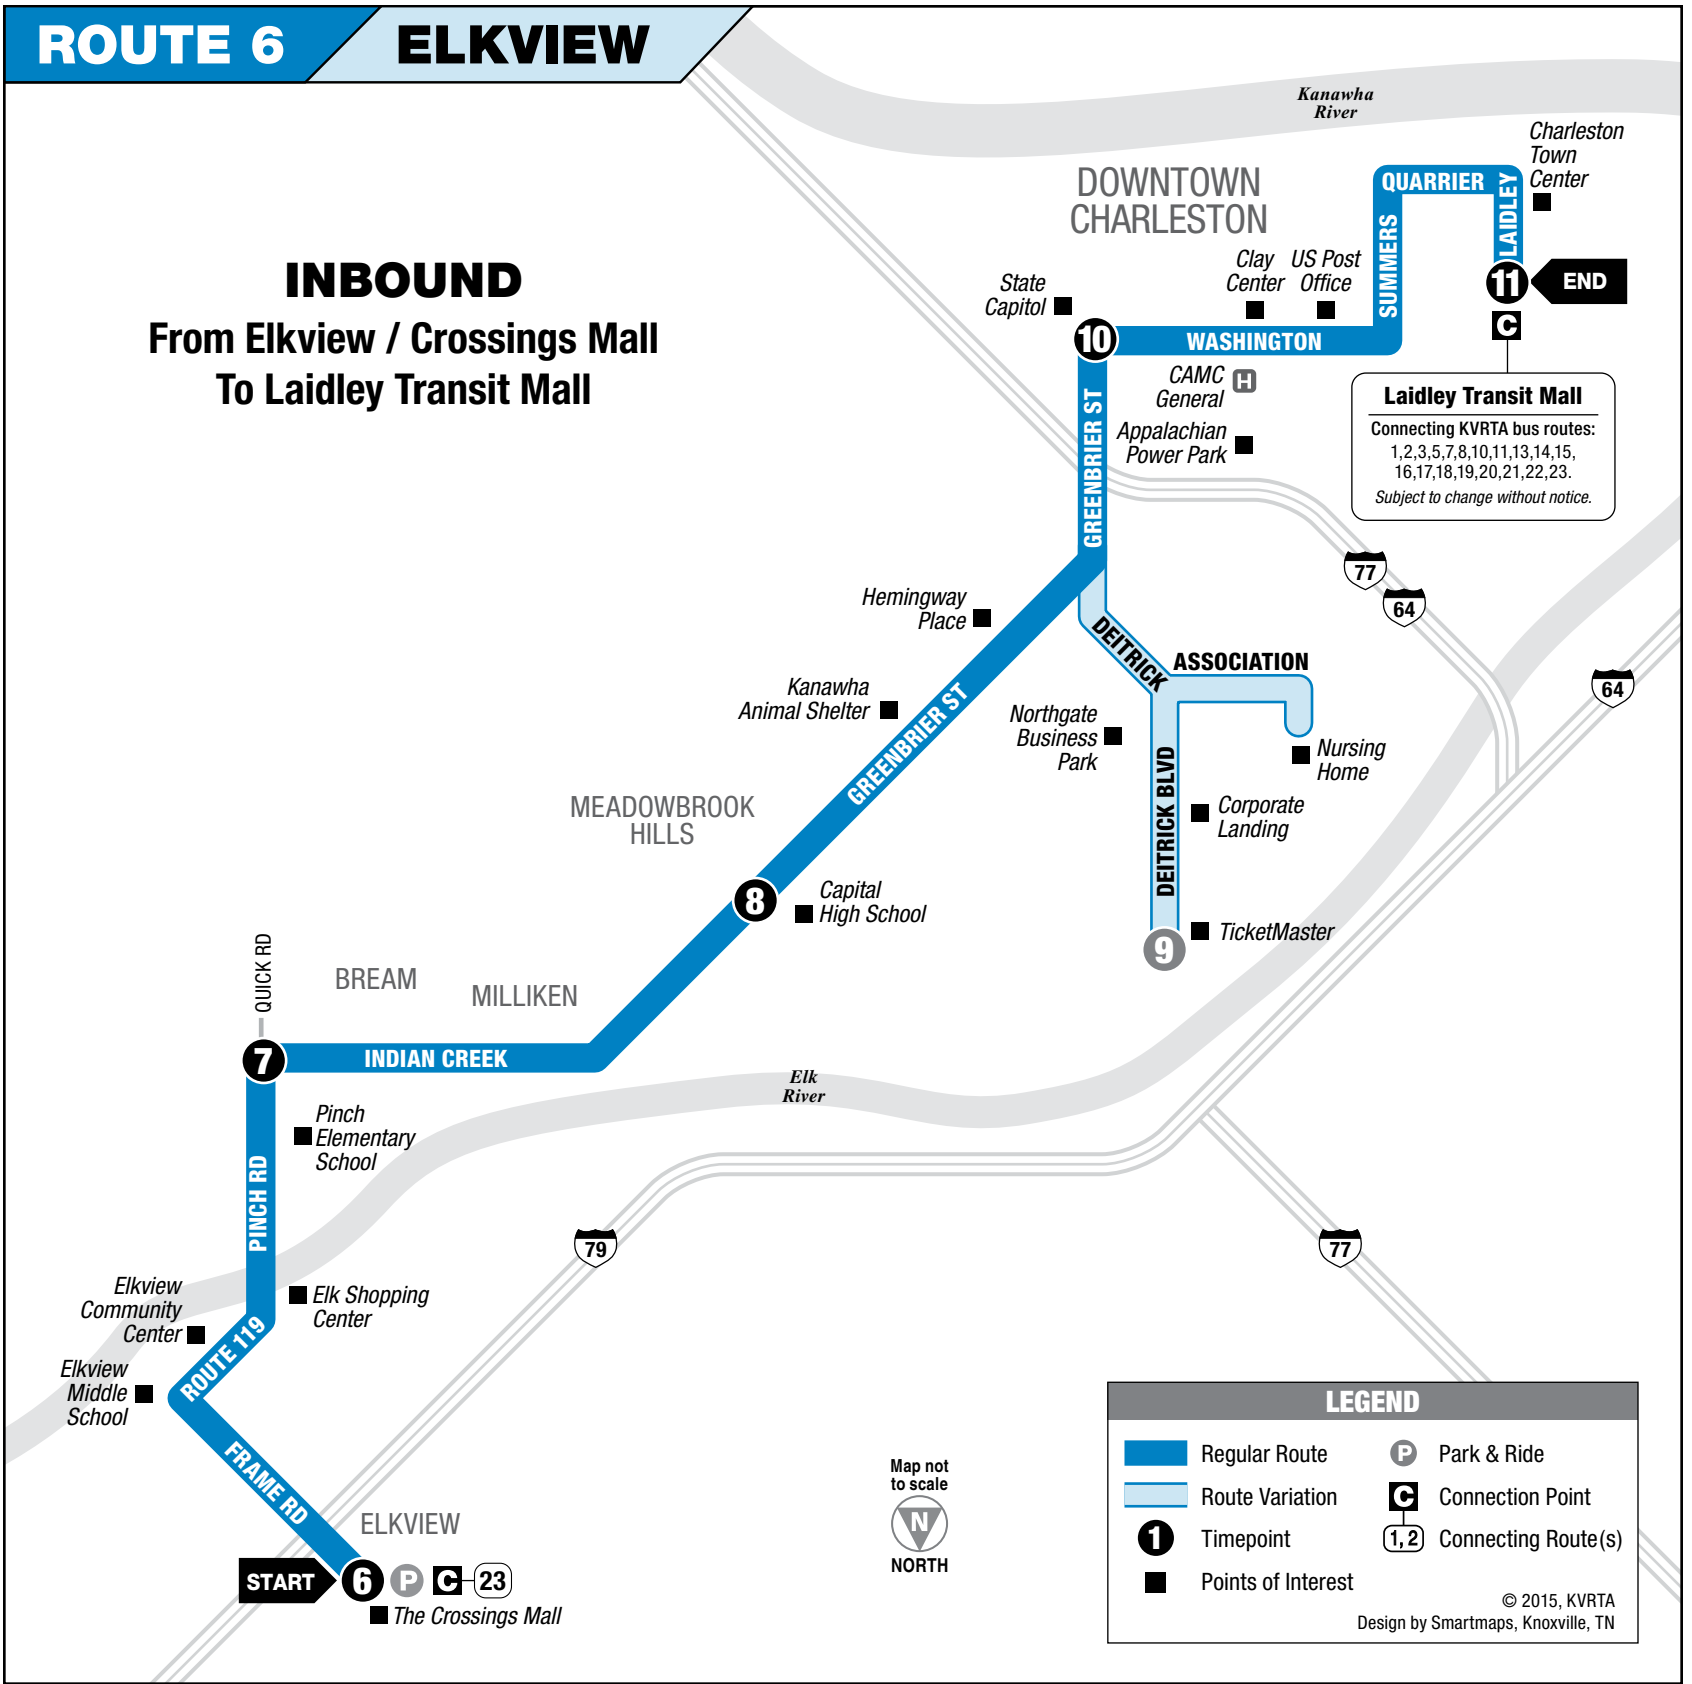 ROUTE 6
ELKVIEW
Kanawha
River
Charleston
Town
Center
DOWNTOWN
CHARLESTON
QUARRIER
LAIDLEY
SUMMERS
INBOUND
From Elkview / Crossings Mall
To Laidley Transit Mall
State
Capitol
Clay
Center
US Post
Office
11
END
C
10
WASHINGTON
CAMC
General
H
Appalachian
Power Park
GREENBRIER ST
Laidley Transit Mall
Connecting KVRTA bus routes:
1,2,3,5,7,8,10,11,13,14,15,
16,17,18,19,20,21,22,23.
Subject to change without notice.
77
64
64
Hemingway
Place
DEITRICK
ASSOCIATION
Kanawha
Animal Shelter
GREENBRIER ST
Northgate
Business
Park
DEITRICK BLVD
Nursing
Home
Corporate
Landing
MEADOWBROOK
HILLS
8
Capital
High School
TicketMaster
9
QUICK RD
BREAM
MILLIKEN
7
INDIAN CREEK
Elk
River
Pinch
Elementary
School
PINCH RD
79
77
Elkview
Community
Center
Elk Shopping
Center
ROUTE 119
Elkview
Middle
School
FRAME RD
ELKVIEW
START
6
P
C
23
The Crossings Mall
Map not
to scale
N
NORTH
LEGEND
Regular Route
P
Park & Ride
Route Variation
C
Connection Point
1
Timepoint
1, 2
Connecting Route(s)
Points of Interest
© 2015, KVRTA
Design by Smartmaps, Knoxville, TN